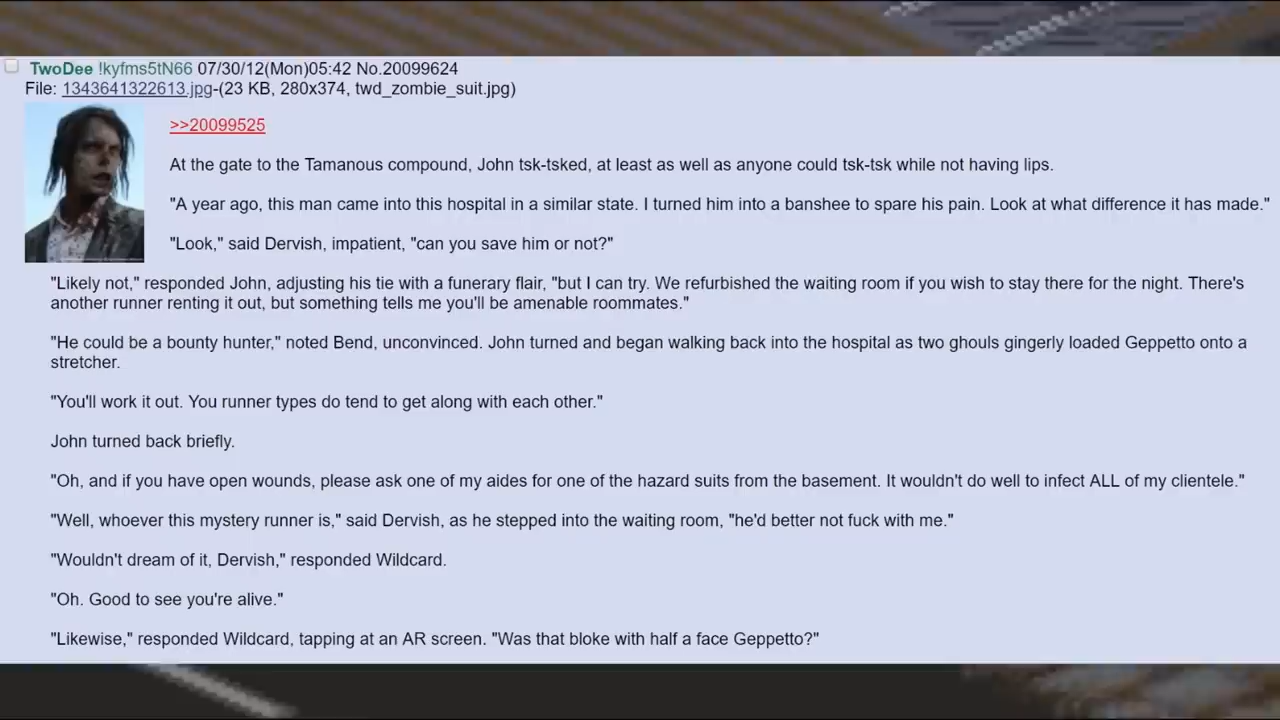 TwoDee !kyfms5tN66 07/30/12(Mon)05:42 No.20099624
File: 1343641322613.jpg-(23 KB, 280x374, twd_zombie_suit.jpg)
>>20099525
At the gate to the Tamanous compound, John tsk-tsked, at least as well as anyone could tsk-tsk while not having lips.
"A year ago, this man came into this hospital in a similar state. I turned him into a banshee to spare his pain. Look at what difference it has made."
"Look," said Dervish, impatient, "can you save him or not?"
"Likely not," responded John, adjusting his tie with a funerary flair, "but I can try. We refurbished the waiting room if you wish to stay there for the night. There's
another runner renting it out, but something tells me you'll be amenable roommates."
"He could be a bounty hunter," noted Bend, unconvinced. John turned and began walking back into the hospital as two ghouls gingerly loaded Geppetto onto a
stretcher.
"You'll work it out. You runner types do tend to get along with each other."
John turned back briefly.
"Oh, and if you have open wounds, please ask one of my aides for one of the hazard suits from the basement. It wouldn't do well to infect ALL of my clientele."
"Well, whoever this mystery runner is," said Dervish, as he stepped into the waiting room, "he'd better not fuck with me."
"Wouldn't dream of it, Dervish," responded Wildcard.
"Oh. Good to see you're alive."
"Likewise," responded Wildcard, tapping at an AR screen. "Was that bloke with half a face Geppetto?"